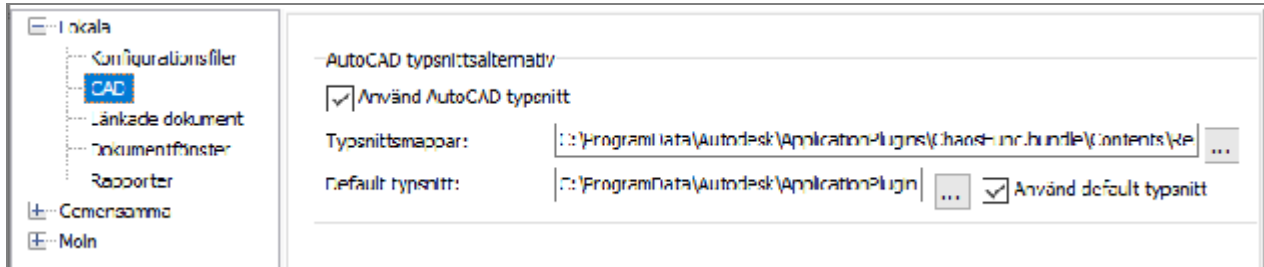 Lokala
Konfigurationsfiler
CAD
Länkade dokument
Dokumentfönster
Rapporter
Gemensamma
Moln
AutoCAD typsnittsalternativ
Använd AutoCAD typsnitt
Typsnittsmappar: C:\ProgramData\Autodesk\ApplicationPlugins\ChaosFunc.bundle\Contents\Re ...
Default typsnitt: C:\ProgramData\Autodesk\ApplicationPlugin ... Använd default typsnitt